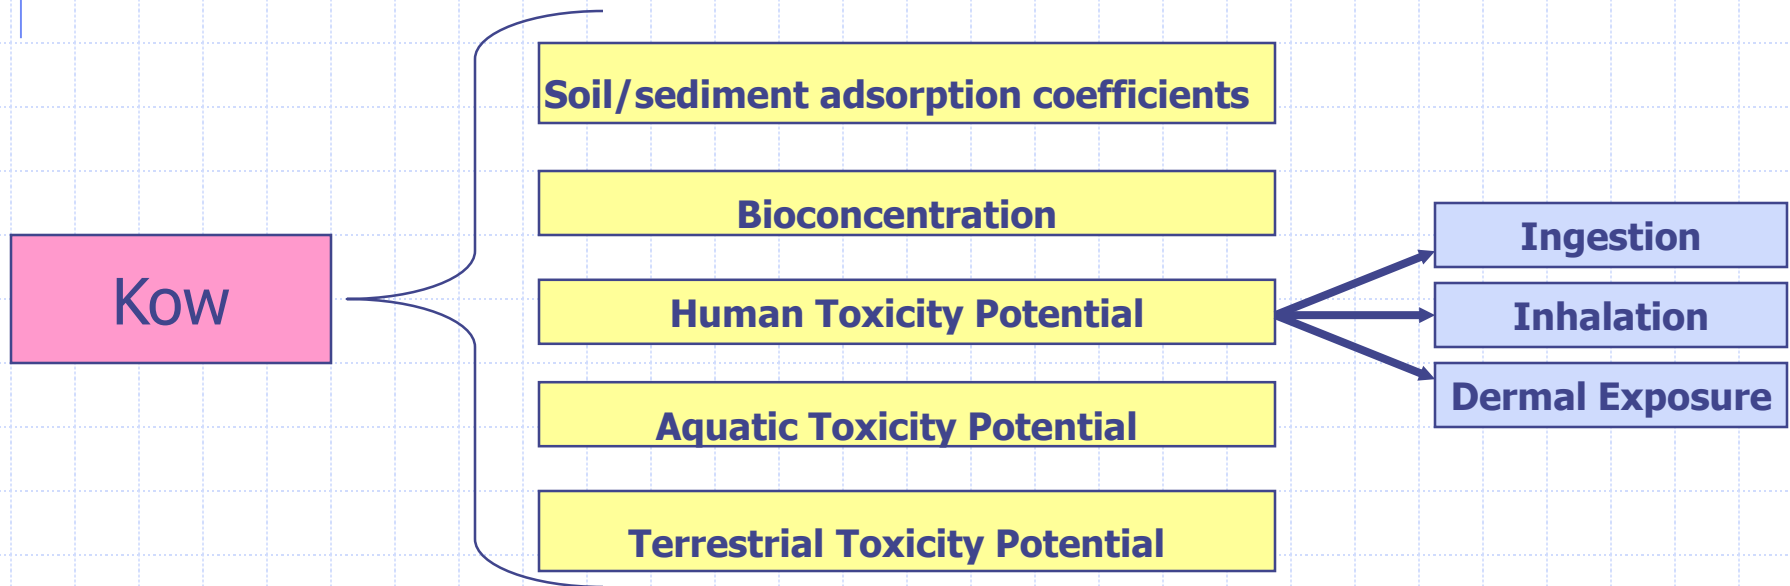 Kow
Soil/sediment adsorption coefficients
Bioconcentration
Human Toxicity Potential
Aquatic Toxicity Potential
Terrestrial Toxicity Potential
Ingestion
Inhalation
Dermal Exposure